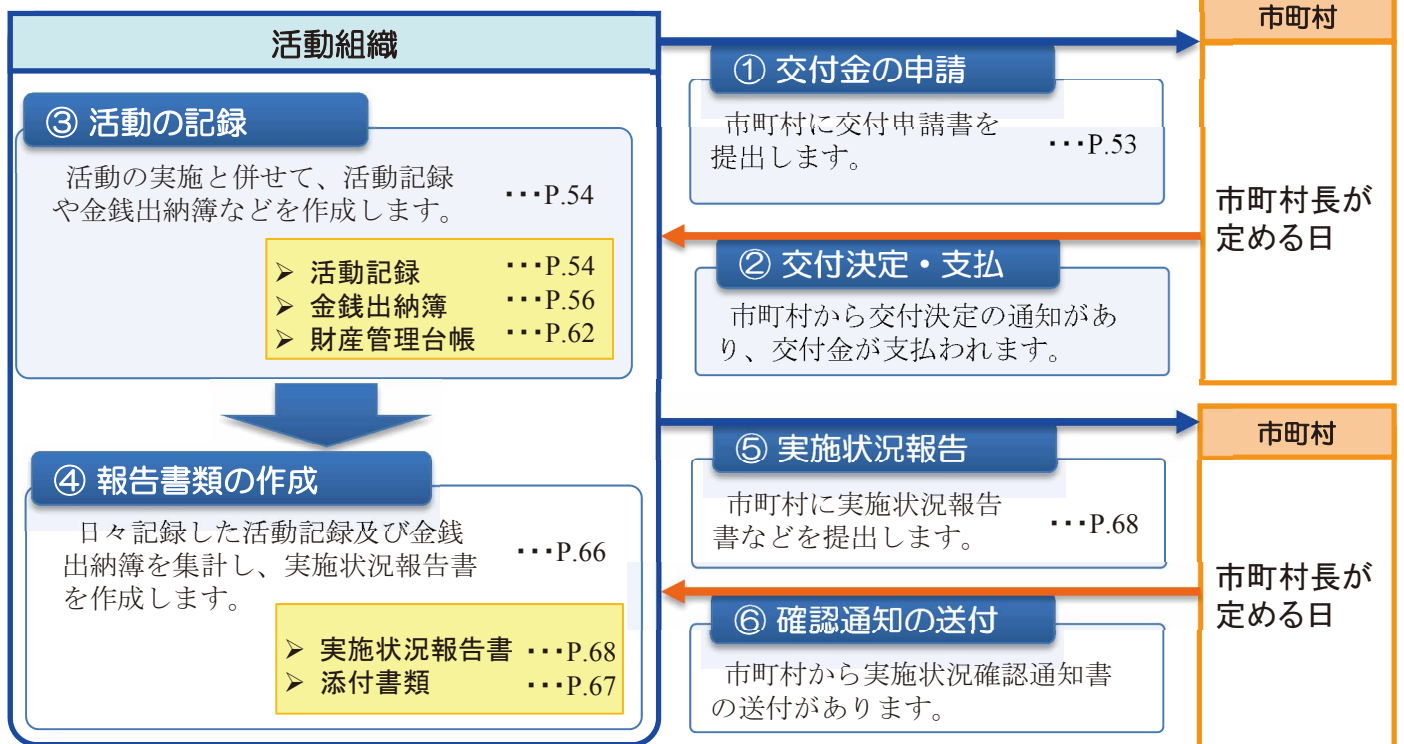 活動組織
③ 活動の記録
活動の実施と併せて、活動記録
や金銭出納簿などを作成します。
･･･P.54
➢ 活動記録 ･･･P.54
➢ 金銭出納簿 ･･･P.56
➢ 財産管理台帳 ･･･P.62
④ 報告書類の作成
日々記録した活動記録及び金銭
出納簿を集計し、実施状況報告書
を作成します。
･･･P.66
➢ 実施状況報告書 ･･･P.68
➢ 添付書類 ･･･P.67
① 交付金の申請
市町村に交付申請書を
提出します。
･･･P.53
② 交付決定・支払
市町村から交付決定の通知があ
り、交付金が支払われます。
⑤ 実施状況報告
市町村に実施状況報告
書などを提出します。
･･･P.68
⑥ 確認通知の送付
市町村から実施状況確認通知書
の送付があります。
市町村
市町村長が
定める日
市町村
市町村長が
定める日